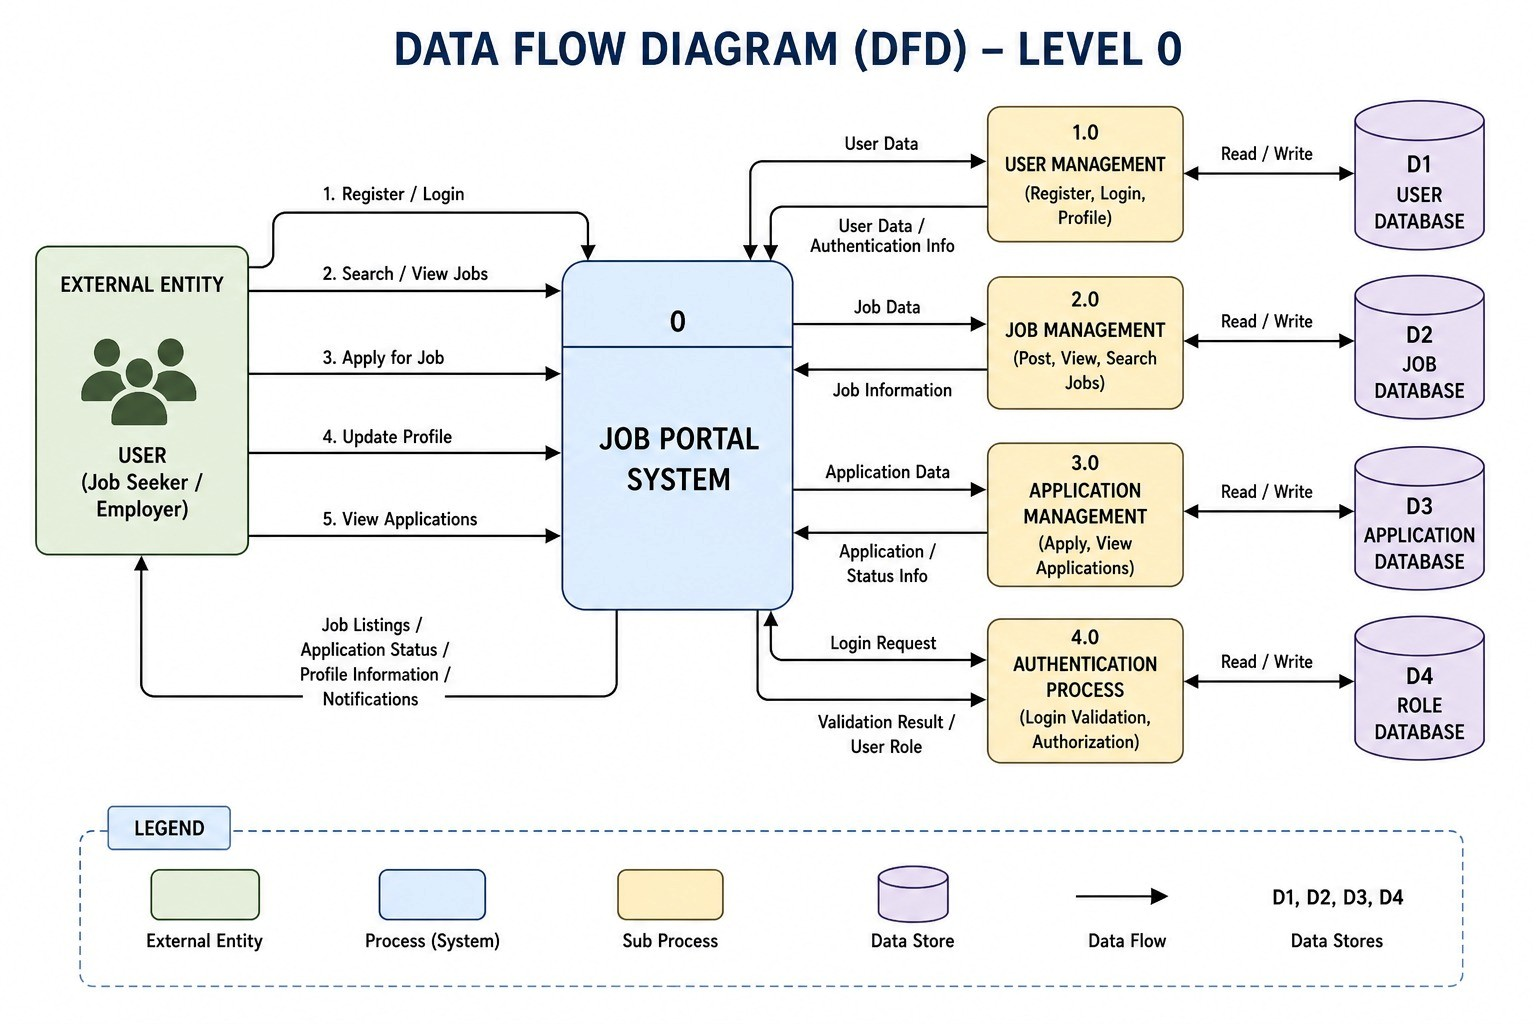 DATA FLOW DIAGRAM (DFD) – LEVEL 0
EXTERNAL ENTITY
USER
(Job Seeker /
Employer)
1. Register / Login
2. Search / View Jobs
3. Apply for Job
4. Update Profile
5. View Applications
Job Listings /
Application Status /
Profile Information /
Notifications
0
JOB PORTAL
SYSTEM
User Data
User Data /
Authentication Info
Job Data
Job Information
Application Data
Application /
Status Info
Login Request
Validation Result /
User Role
1.0
USER MANAGEMENT
(Register, Login,
Profile)
2.0
JOB MANAGEMENT
(Post, View, Search
Jobs)
3.0
APPLICATION
MANAGEMENT
(Apply, View
Applications)
4.0
AUTHENTICATION
PROCESS
(Login Validation,
Authorization)
Read / Write
Read / Write
Read / Write
Read / Write
D1
USER
DATABASE
D2
JOB
DATABASE
D3
APPLICATION
DATABASE
D4
ROLE
DATABASE
LEGEND
External Entity
Process (System)
Sub Process
Data Store
Data Flow
D1, D2, D3, D4
Data Stores